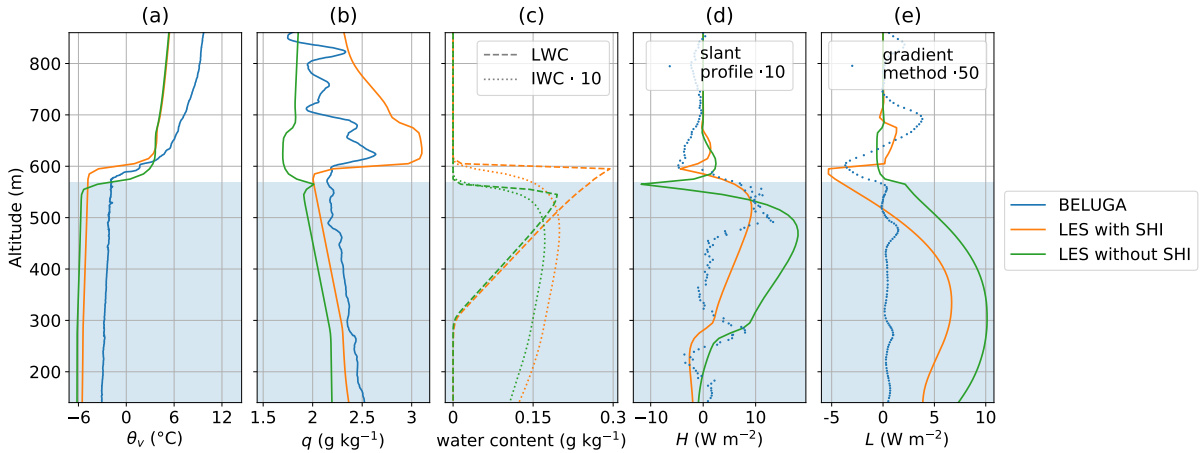 (a) (b) (c) (d) (e)
800
700
600
500
400
300
200
Altitude (m)
LWC
IWC · 10
slant
profile ·10
gradient
method ·50
BELUGA
LES with SHI
LES without SHI
−6 0 6 12
1.5 2 2.5 3
0 0.15 0.3
−10 0 10
-5 0 5 10
θv (°C)
q (g kg⁻¹)
water content (g kg⁻¹)
H (W m⁻²)
L (W m⁻²)